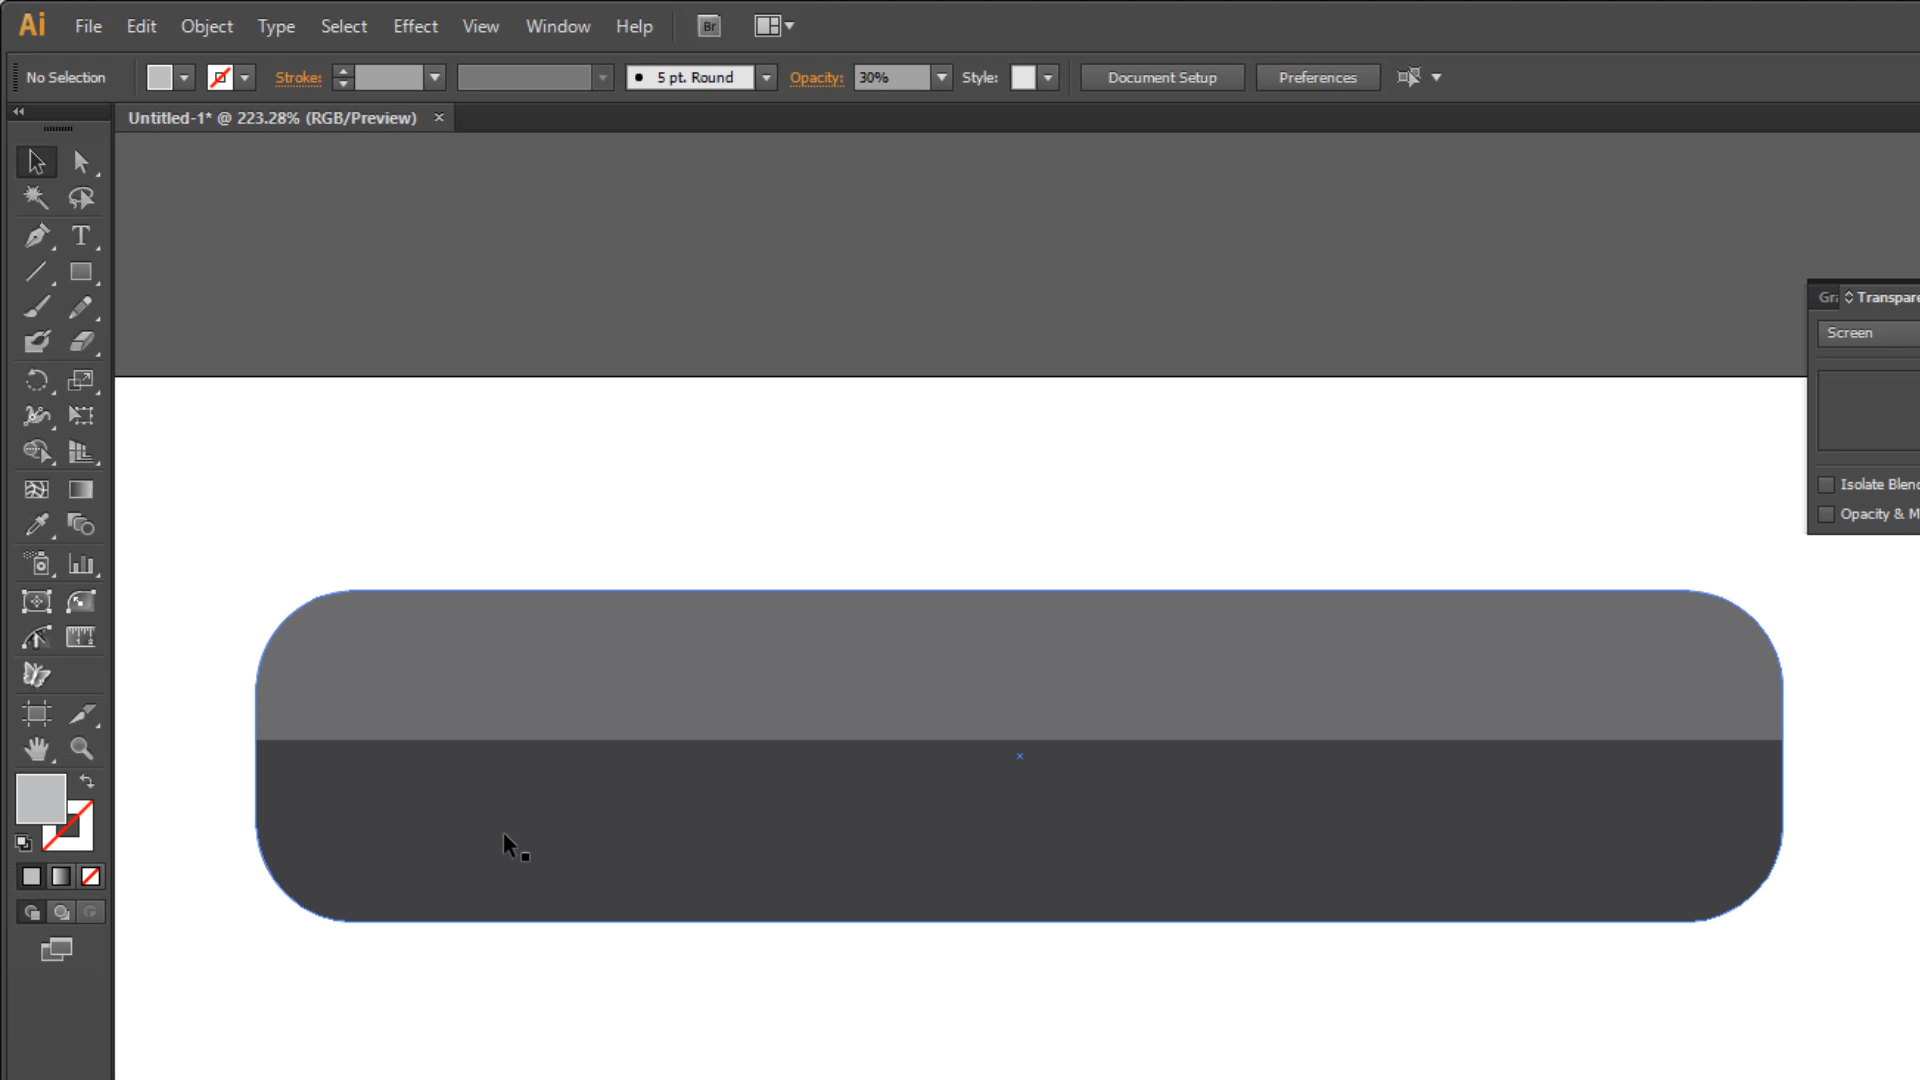 Ai File Edit Object Type Select Effect View Window Help Br
No Selection Stroke: 5 pt. Round Opacity: 30% Style: Document Setup Preferences
Untitled-1* @ 223.28% (RGB/Preview) ×
T
Gr Transpare
Screen
Isolate Blen
Opacity & M